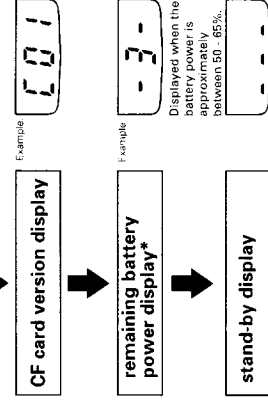 CF card version display
Example
C01
remaining battery
power display*
Example
- 3 -
Displayed when the
battery power is
approximately
between 50 - 65%.
stand-by display
- - -